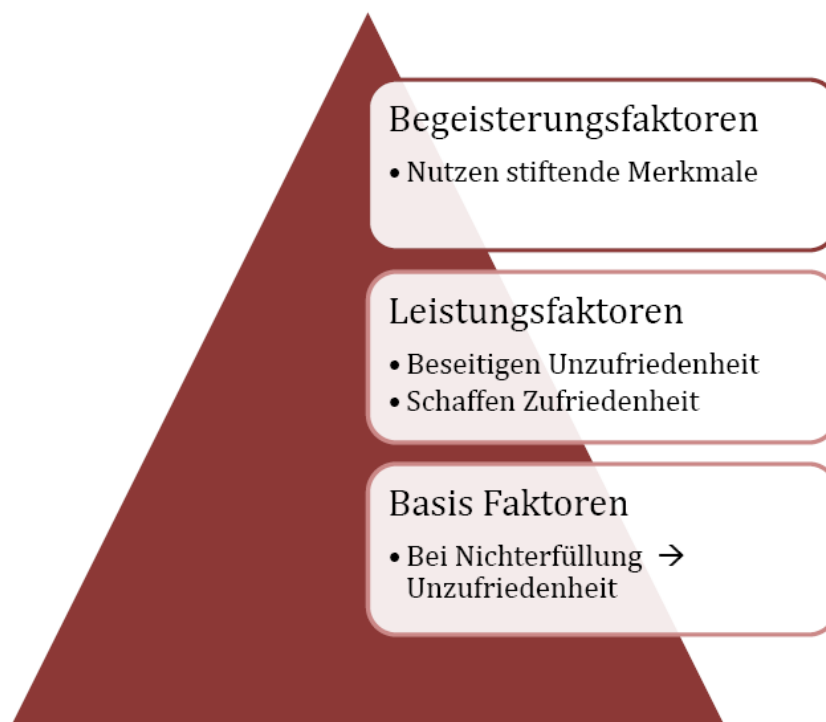 Begeisterungsfaktoren
• Nutzen stiftende Merkmale
Leistungsfaktoren
• Beseitigen Unzufriedenheit
• Schaffen Zufriedenheit
Basis Faktoren
• Bei Nichterfüllung →
Unzufriedenheit